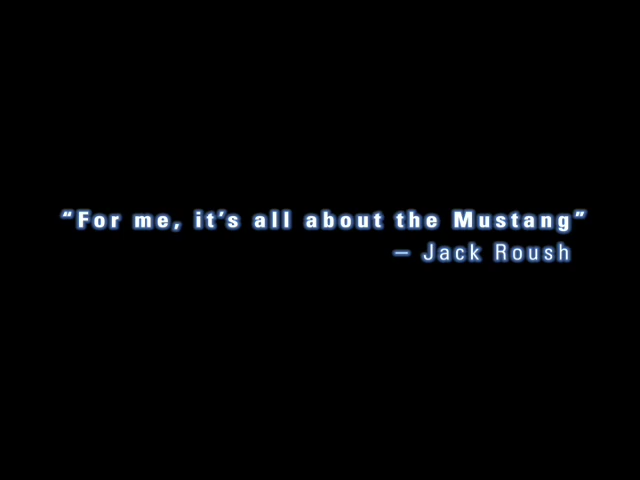 “For me, it’s all about the Mustang”
– Jack Roush